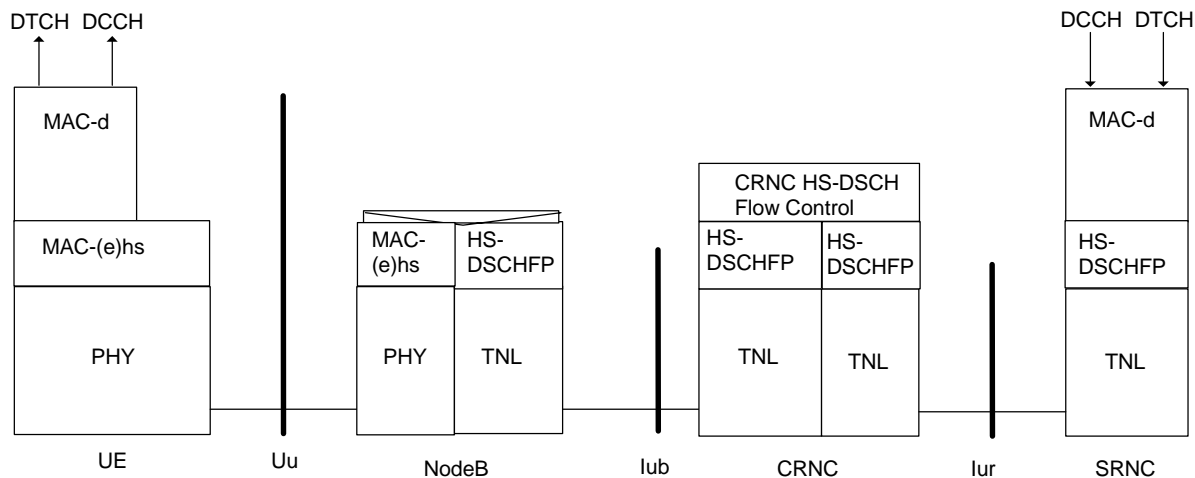 DTCH DCCH
DCCH DTCH
MAC-d
MAC-d
CRNC HS-DSCH
Flow Control
MAC-(e)hs
MAC-
(e)hs
HS-
DSCHFP
HS-
DSCHFP
HS-
DSCHFP
HS-
DSCHFP
PHY
PHY
TNL
TNL
TNL
TNL
UE
Uu
NodeB
Iub
CRNC
Iur
SRNC